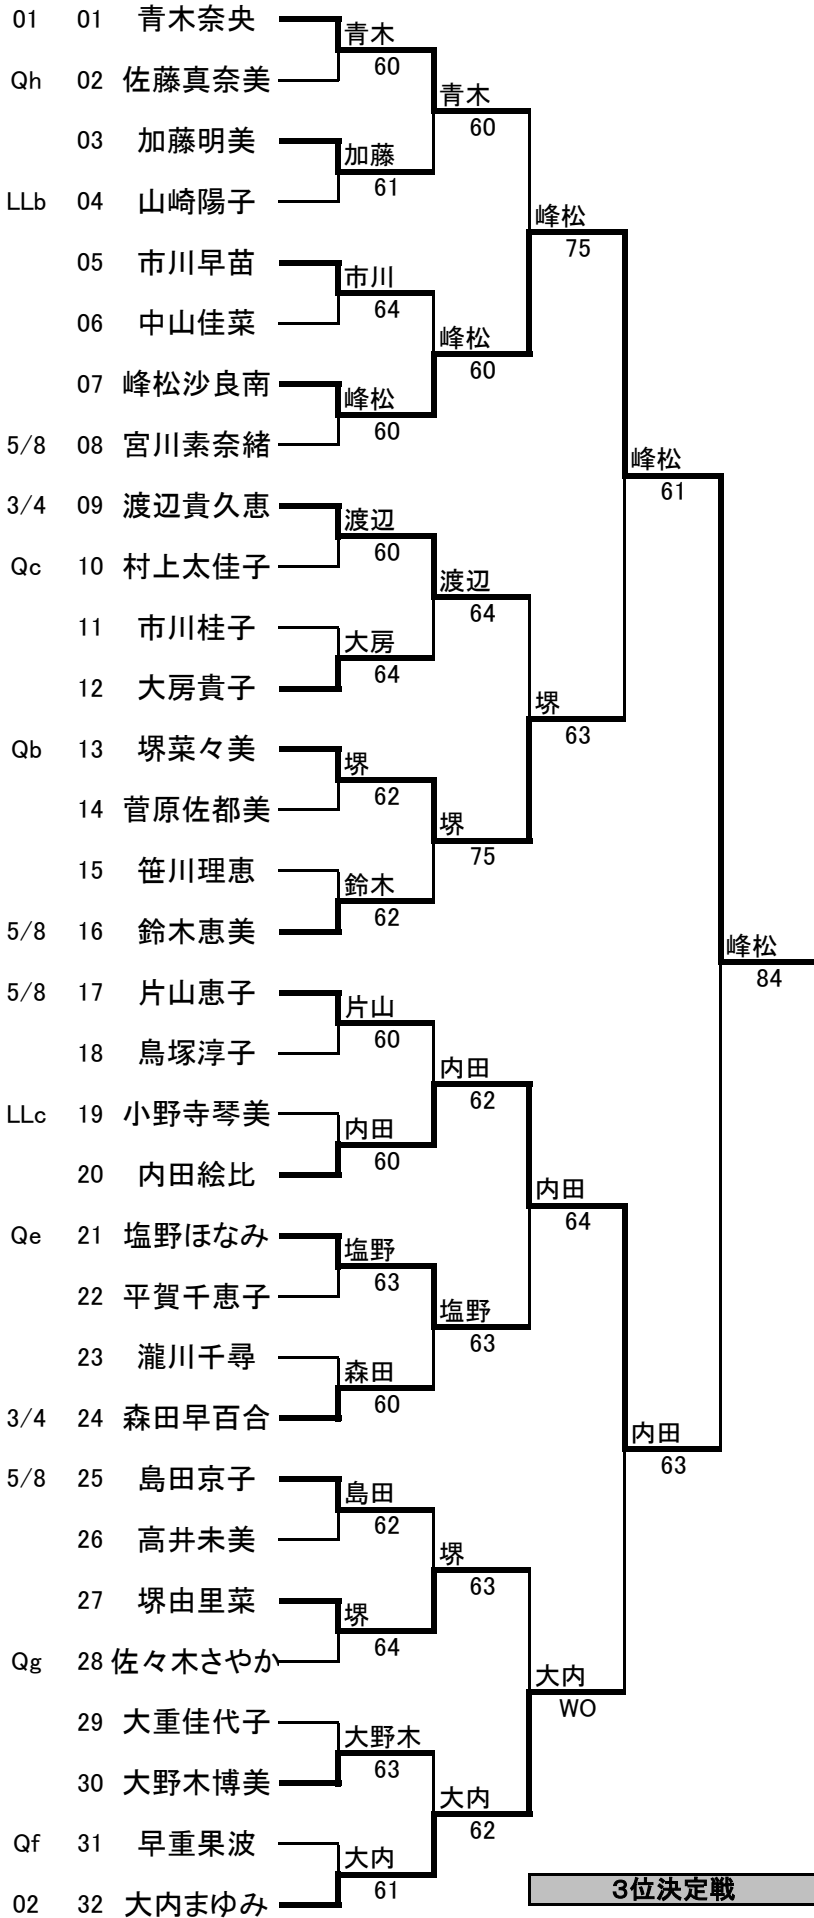 01 01 青木奈央
青木
60
Qh 02 佐藤真奈美
青木
60
03 加藤明美
加藤
61
LLb 04 山崎陽子
峰松
75
05 市川早苗
市川
64
06 中山佳菜
峰松
60
07 峰松沙良南
峰松
60
5/8 08 宮川素奈緒
峰松
61
3/4 09 渡辺貴久恵
渡辺
60
Qc 10 村上太佳子
渡辺
64
11 市川桂子
大房
64
12 大房貴子
堺
63
Qb 13 堺菜々美
堺
62
14 菅原佐都美
堺
75
15 笹川理恵
鈴木
62
5/8 16 鈴木恵美
峰松
84
5/8 17 片山恵子
片山
60
18 鳥塚淳子
内田
62
LLc 19 小野寺琴美
内田
60
20 内田絵比
内田
64
Qe 21 塩野ほなみ
塩野
63
22 平賀千恵子
塩野
63
23 瀧川千尋
森田
60
3/4 24 森田早百合
内田
63
5/8 25 島田京子
島田
62
26 高井未美
堺
63
27 堺由里菜
堺
64
Qg 28 佐々木さやか
大内
WO
29 大重佳代子
大野木
63
30 大野木博美
大内
62
Qf 31 早重果波
大内
61
02 32 大内まゆみ
3位決定戦